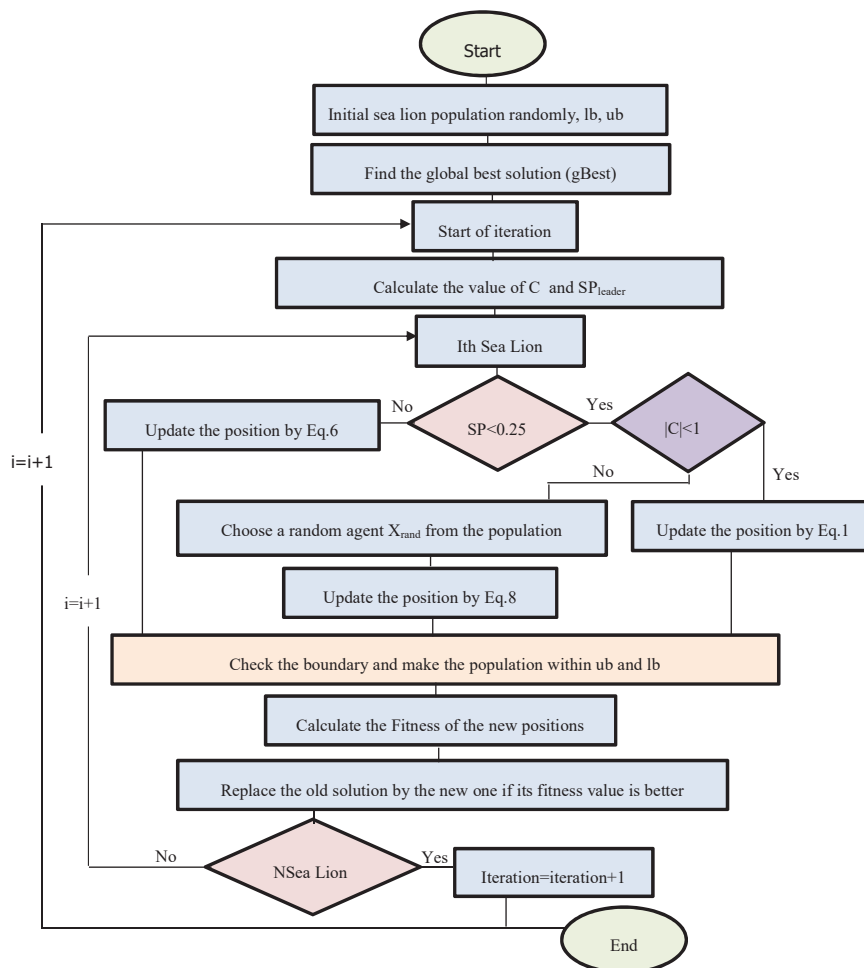 Start
Initial sea lion population randomly, lb, ub
Find the global best solution (gBest)
Start of iteration
Calculate the value of C and SPleader
Ith Sea Lion
No
Yes
Update the position by Eq.6
SP<0.25
|C|<1
i=i+1
No
Yes
Choose a random agent Xrand from the population
Update the position by Eq.1
Update the position by Eq.8
i=i+1
Check the boundary and make the population within ub and lb
Calculate the Fitness of the new positions
Replace the old solution by the new one if its fitness value is better
No
NSea Lion
Yes
Iteration=iteration+1
End